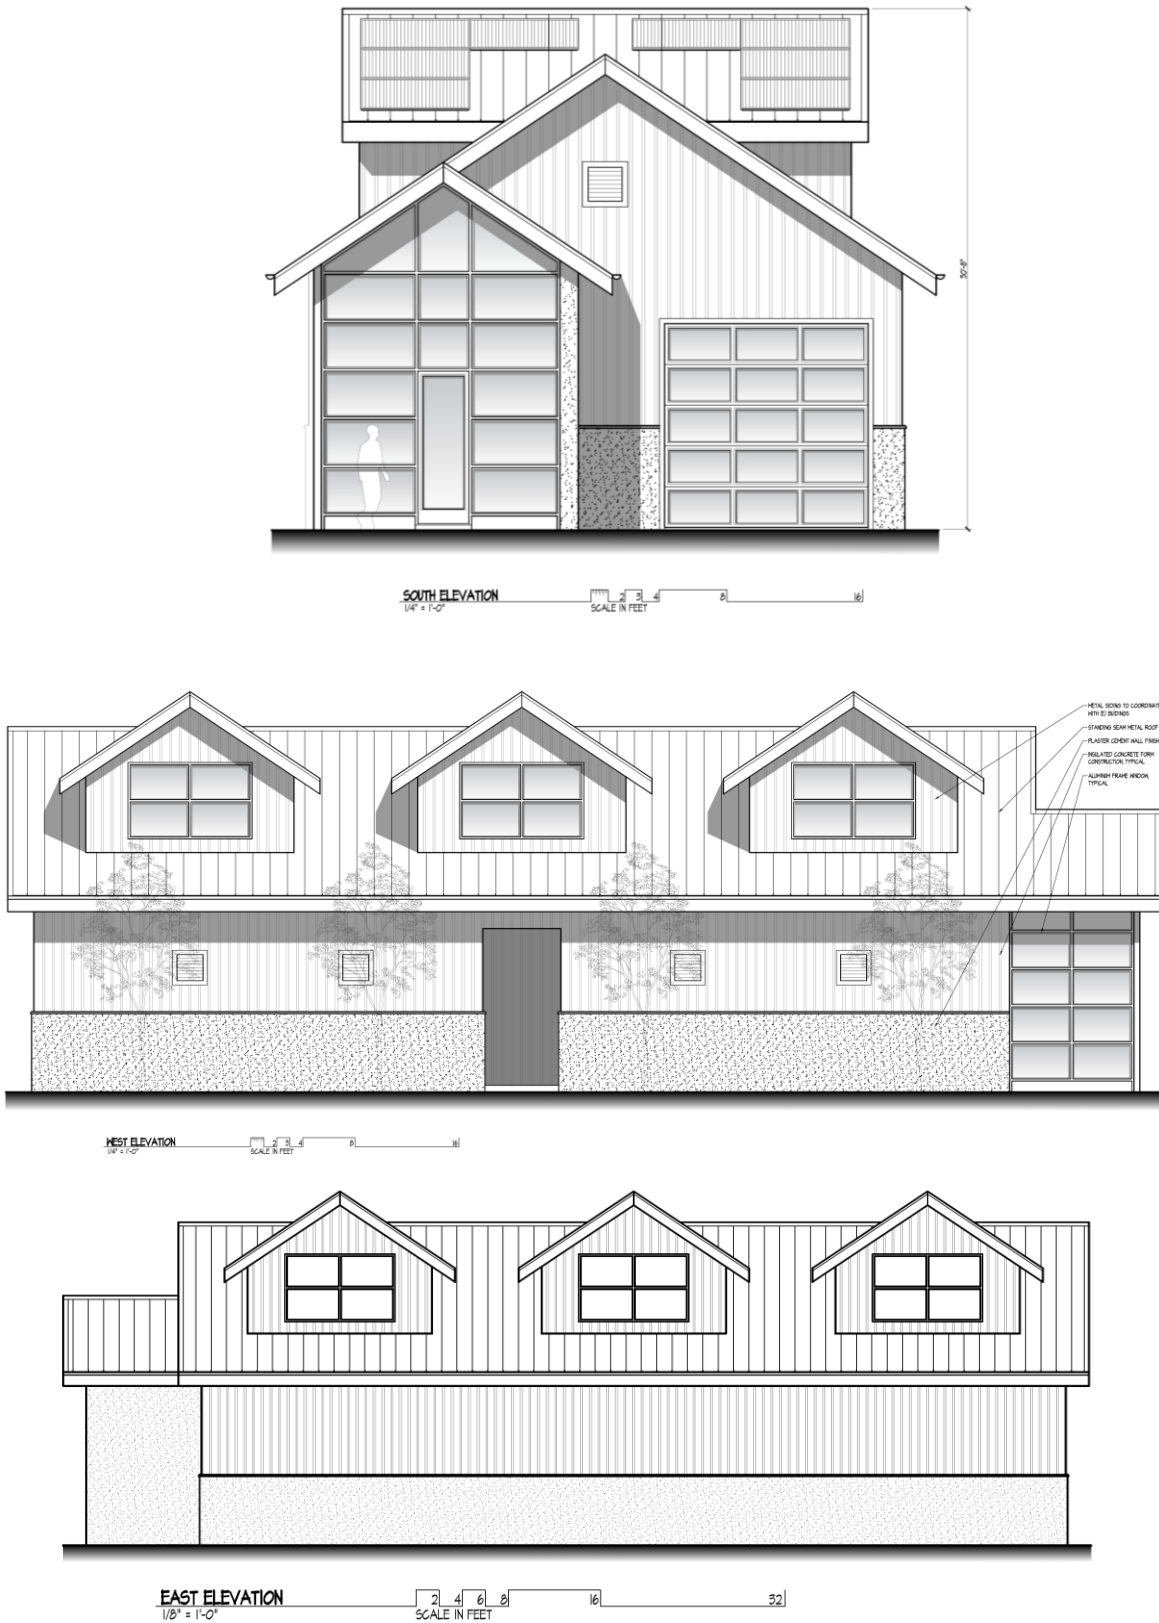 30'-8"
SOUTH ELEVATION
1/4" = 1'-0"
2 3 4 8 16
SCALE IN FEET
METAL SIDING TO COORDINATE
WITH EJ BUIDINGS
STANDING SEAM METAL ROOF
PLASTER CEMENT WALL FINISH
INSULATED CONCRETE FORM
CONSTRUCTION, TYPICAL
ALUMINUM FRAME WINDOW,
TYPICAL
WEST ELEVATION
1/4" = 1'-0"
2 3 4 8 16
SCALE IN FEET
EAST ELEVATION
1/8" = 1'-0"
2 4 6 8 16 32
SCALE IN FEET